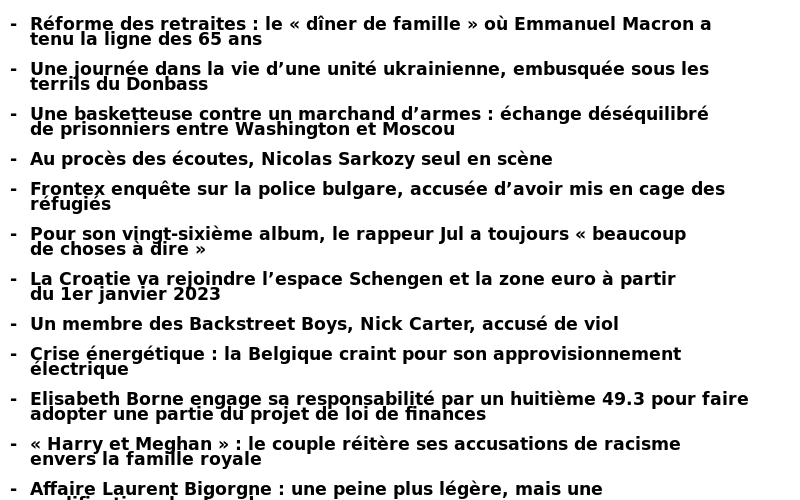 - Réforme des retraites : le « dîner de famille » où Emmanuel Macron a
tenu la ligne des 65 ans
- Une journée dans la vie d’une unité ukrainienne, embusquée sous les
terrils du Donbass
- Une basketteuse contre un marchand d’armes : échange déséquilibré
de prisonniers entre Washington et Moscou
- Au procès des écoutes, Nicolas Sarkozy seul en scène
- Frontex enquête sur la police bulgare, accusée d’avoir mis en cage des
réfugiés
- Pour son vingt-sixième album, le rappeur Jul a toujours « beaucoup
de choses à dire »
- La Croatie va rejoindre l’espace Schengen et la zone euro à partir
du 1er janvier 2023
- Un membre des Backstreet Boys, Nick Carter, accusé de viol
- Crise énergétique : la Belgique craint pour son approvisionnement
électrique
- Elisabeth Borne engage sa responsabilité par un huitième 49.3 pour faire
adopter une partie du projet de loi de finances
- « Harry et Meghan » : le couple réitère ses accusations de racisme
envers la famille royale
- Affaire Laurent Bigorgne : une peine plus légère, mais une